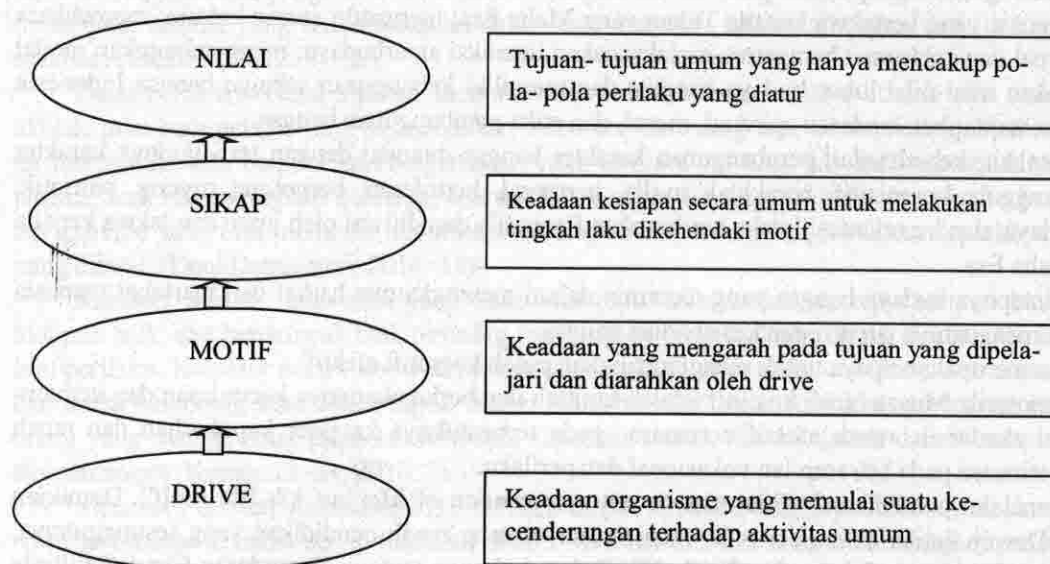 NILAI
Tujuan- tujuan umum yang hanya mencakup po-
la- pola perilaku yang diatur
SIKAP
Keadaan kesiapan secara umum untuk melakukan
tingkah laku dikehendaki motif
MOTIF
Keadaan yang mengarah pada tujuan yang dipela-
jari dan diarahkan oleh drive
DRIVE
Keadaan organisme yang memulai suatu ke-
cenderungan terhadap aktivitas umum